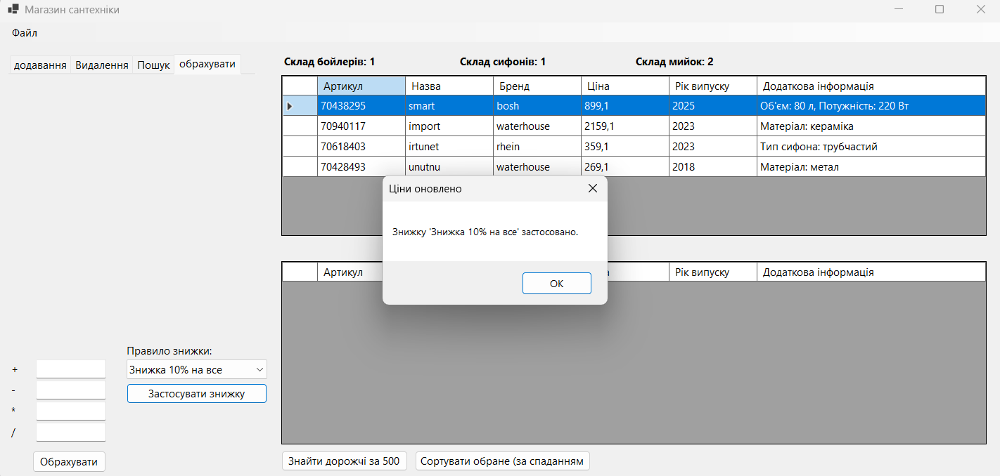 Магазин сантехніки
Файл
додавання Видалення Пошук обрахувати
Склад бойлерів: 1 Склад сифонів: 1 Склад мийок: 2
Артикул Назва Бренд Ціна Рік випуску Додаткова інформація
70438295 smart bosh 899,1 2025 Об'єм: 80 л, Потужність: 220 Вт
70940117 import waterhouse 2159,1 2023 Матеріал: кераміка
70618403 irtunet rhein 359,1 2023 Тип сифона: трубчастий
70428493 unutnu waterhouse 269,1 2018 Матеріал: метал
Ціни оновлено
Знижку 'Знижка 10% на все' застосовано.
ОК
Артикул Рік випуску Додаткова інформація
Правило знижки:
+ Знижка 10% на все
-
Застосувати знижку
*
/
Обрахувати Знайти дорожчі за 500 Сортувати обране (за спаданням